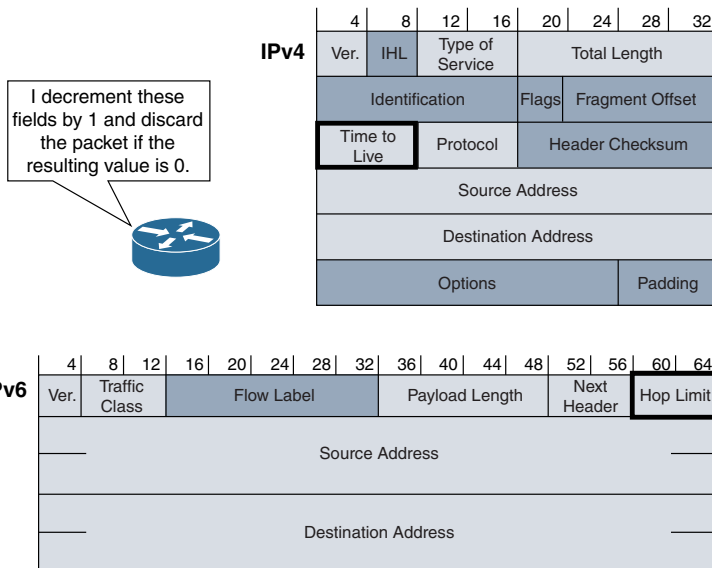 4 8 12 16 20 24 28 32
IPv4
Ver. IHL Type of Service Total Length
Identification Flags Fragment Offset
I decrement these
fields by 1 and discard
the packet if the
resulting value is 0.
Time to Live Protocol Header Checksum
Source Address
Destination Address
Options Padding
4 8 12 16 20 24 28 32 36 40 44 48 52 56 60 64
Pv6
Ver. Traffic Class Flow Label Payload Length Next Header Hop Limit
Source Address
Destination Address